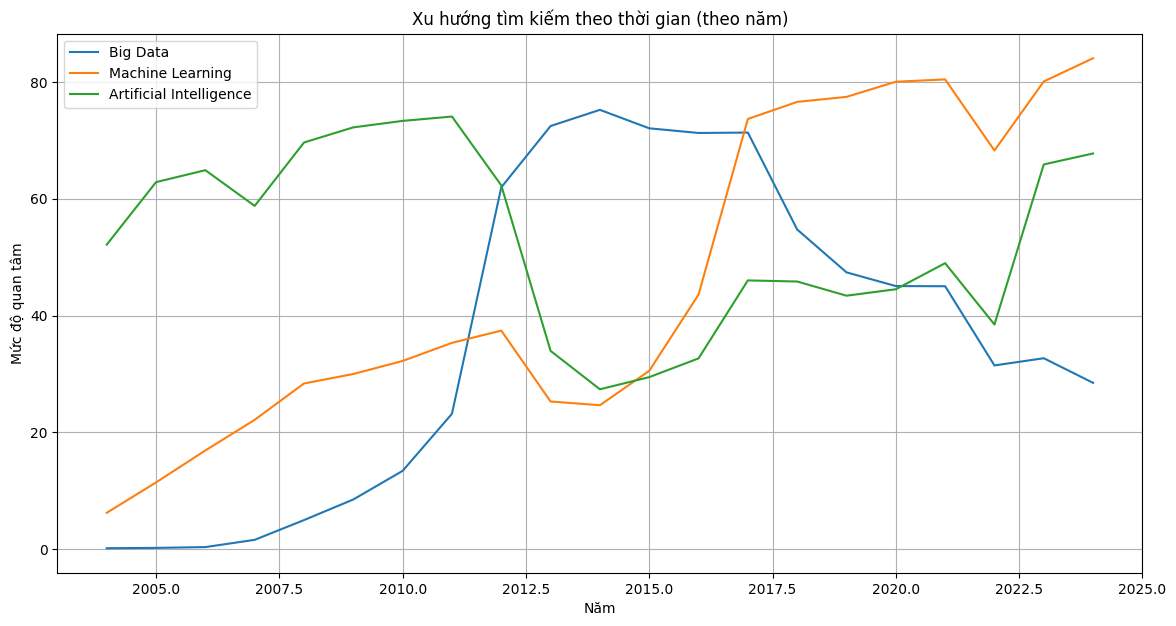 Xu hướng tìm kiếm theo thời gian (theo năm)
Big Data
Machine Learning
Artificial Intelligence
Mức độ quan tâm
80
60
40
20
0
2005.0 2007.5 2010.0 2012.5 2015.0 2017.5 2020.0 2022.5 2025.0
Năm